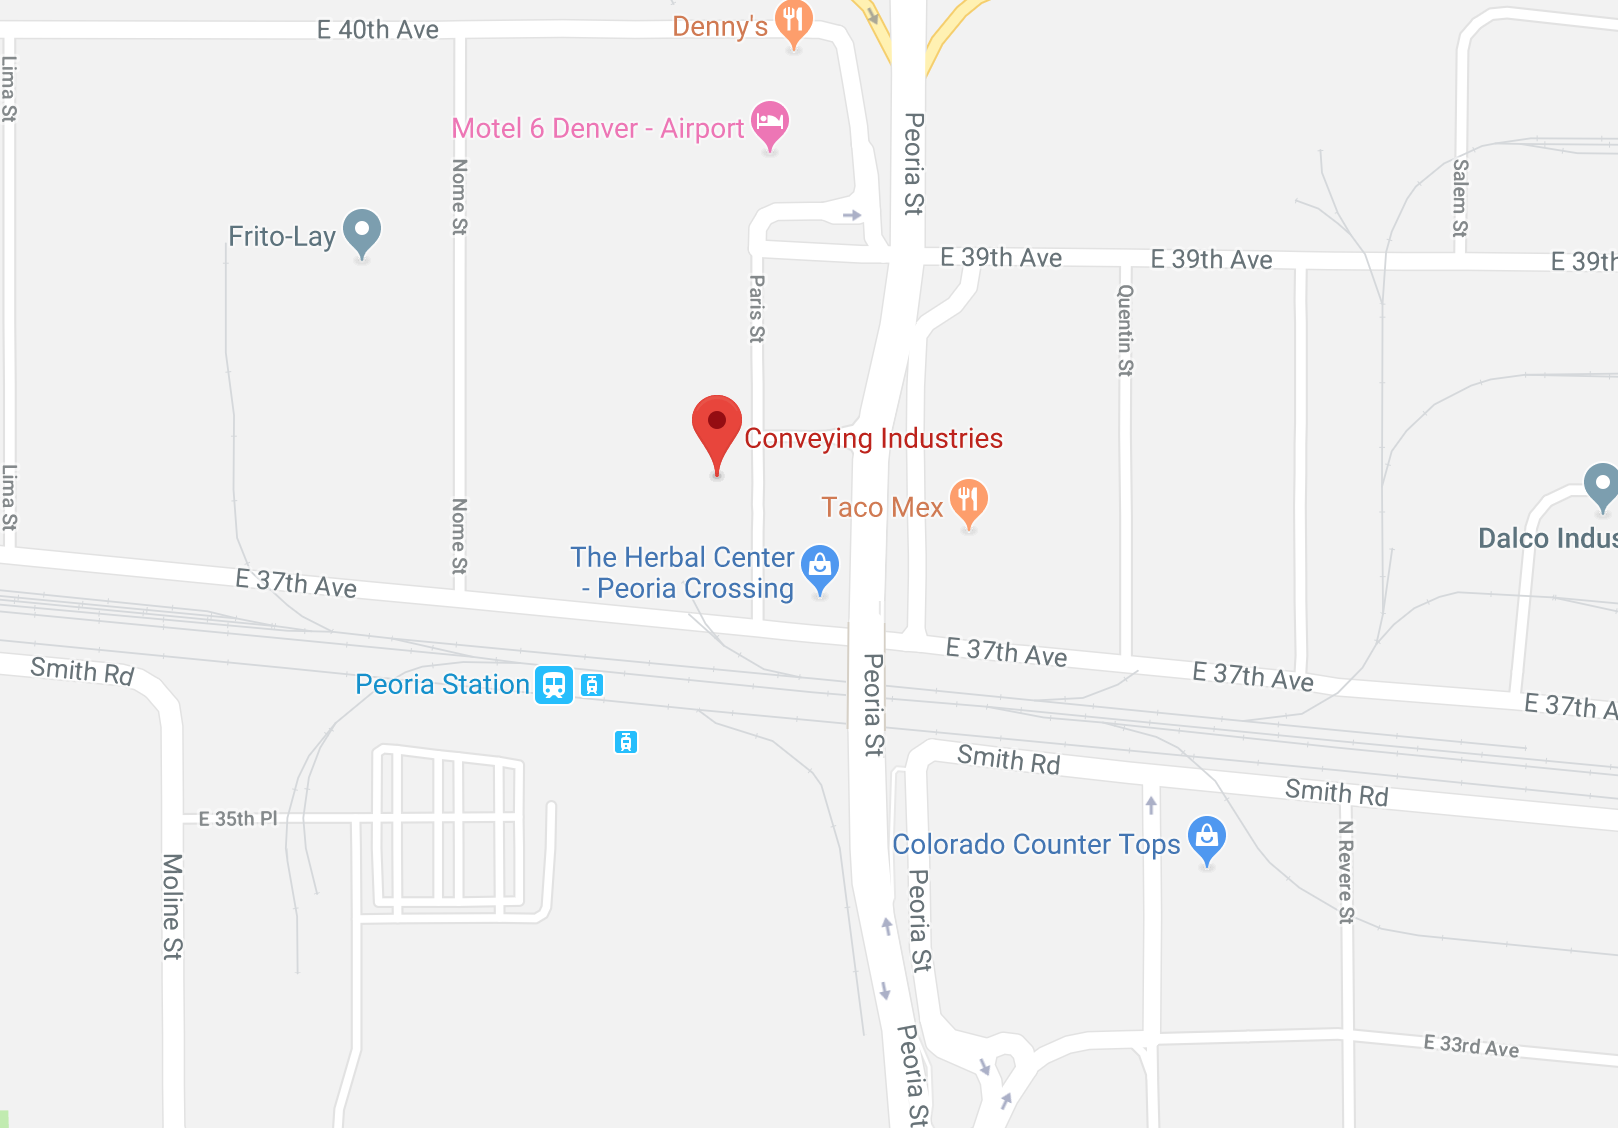 E 40th Ave
Denny's
Lima St
Motel 6 Denver - Airport
Peoria St
Nome St
Salem St
Frito-Lay
E 39th Ave
E 39th Ave
E 39th
Paris St
Quentin St
Conveying Industries
Lima St
Nome St
Taco Mex
Dalco Indus
The Herbal Center
- Peoria Crossing
E 37th Ave
E 37th Ave
E 37th Ave
E 37th A
Smith Rd
Peoria Station
Peoria St
Smith Rd
Smith Rd
E 35th Pl
Colorado Counter Tops
N Revere St
Moline St
Peoria St
E 33rd Ave
Peoria St